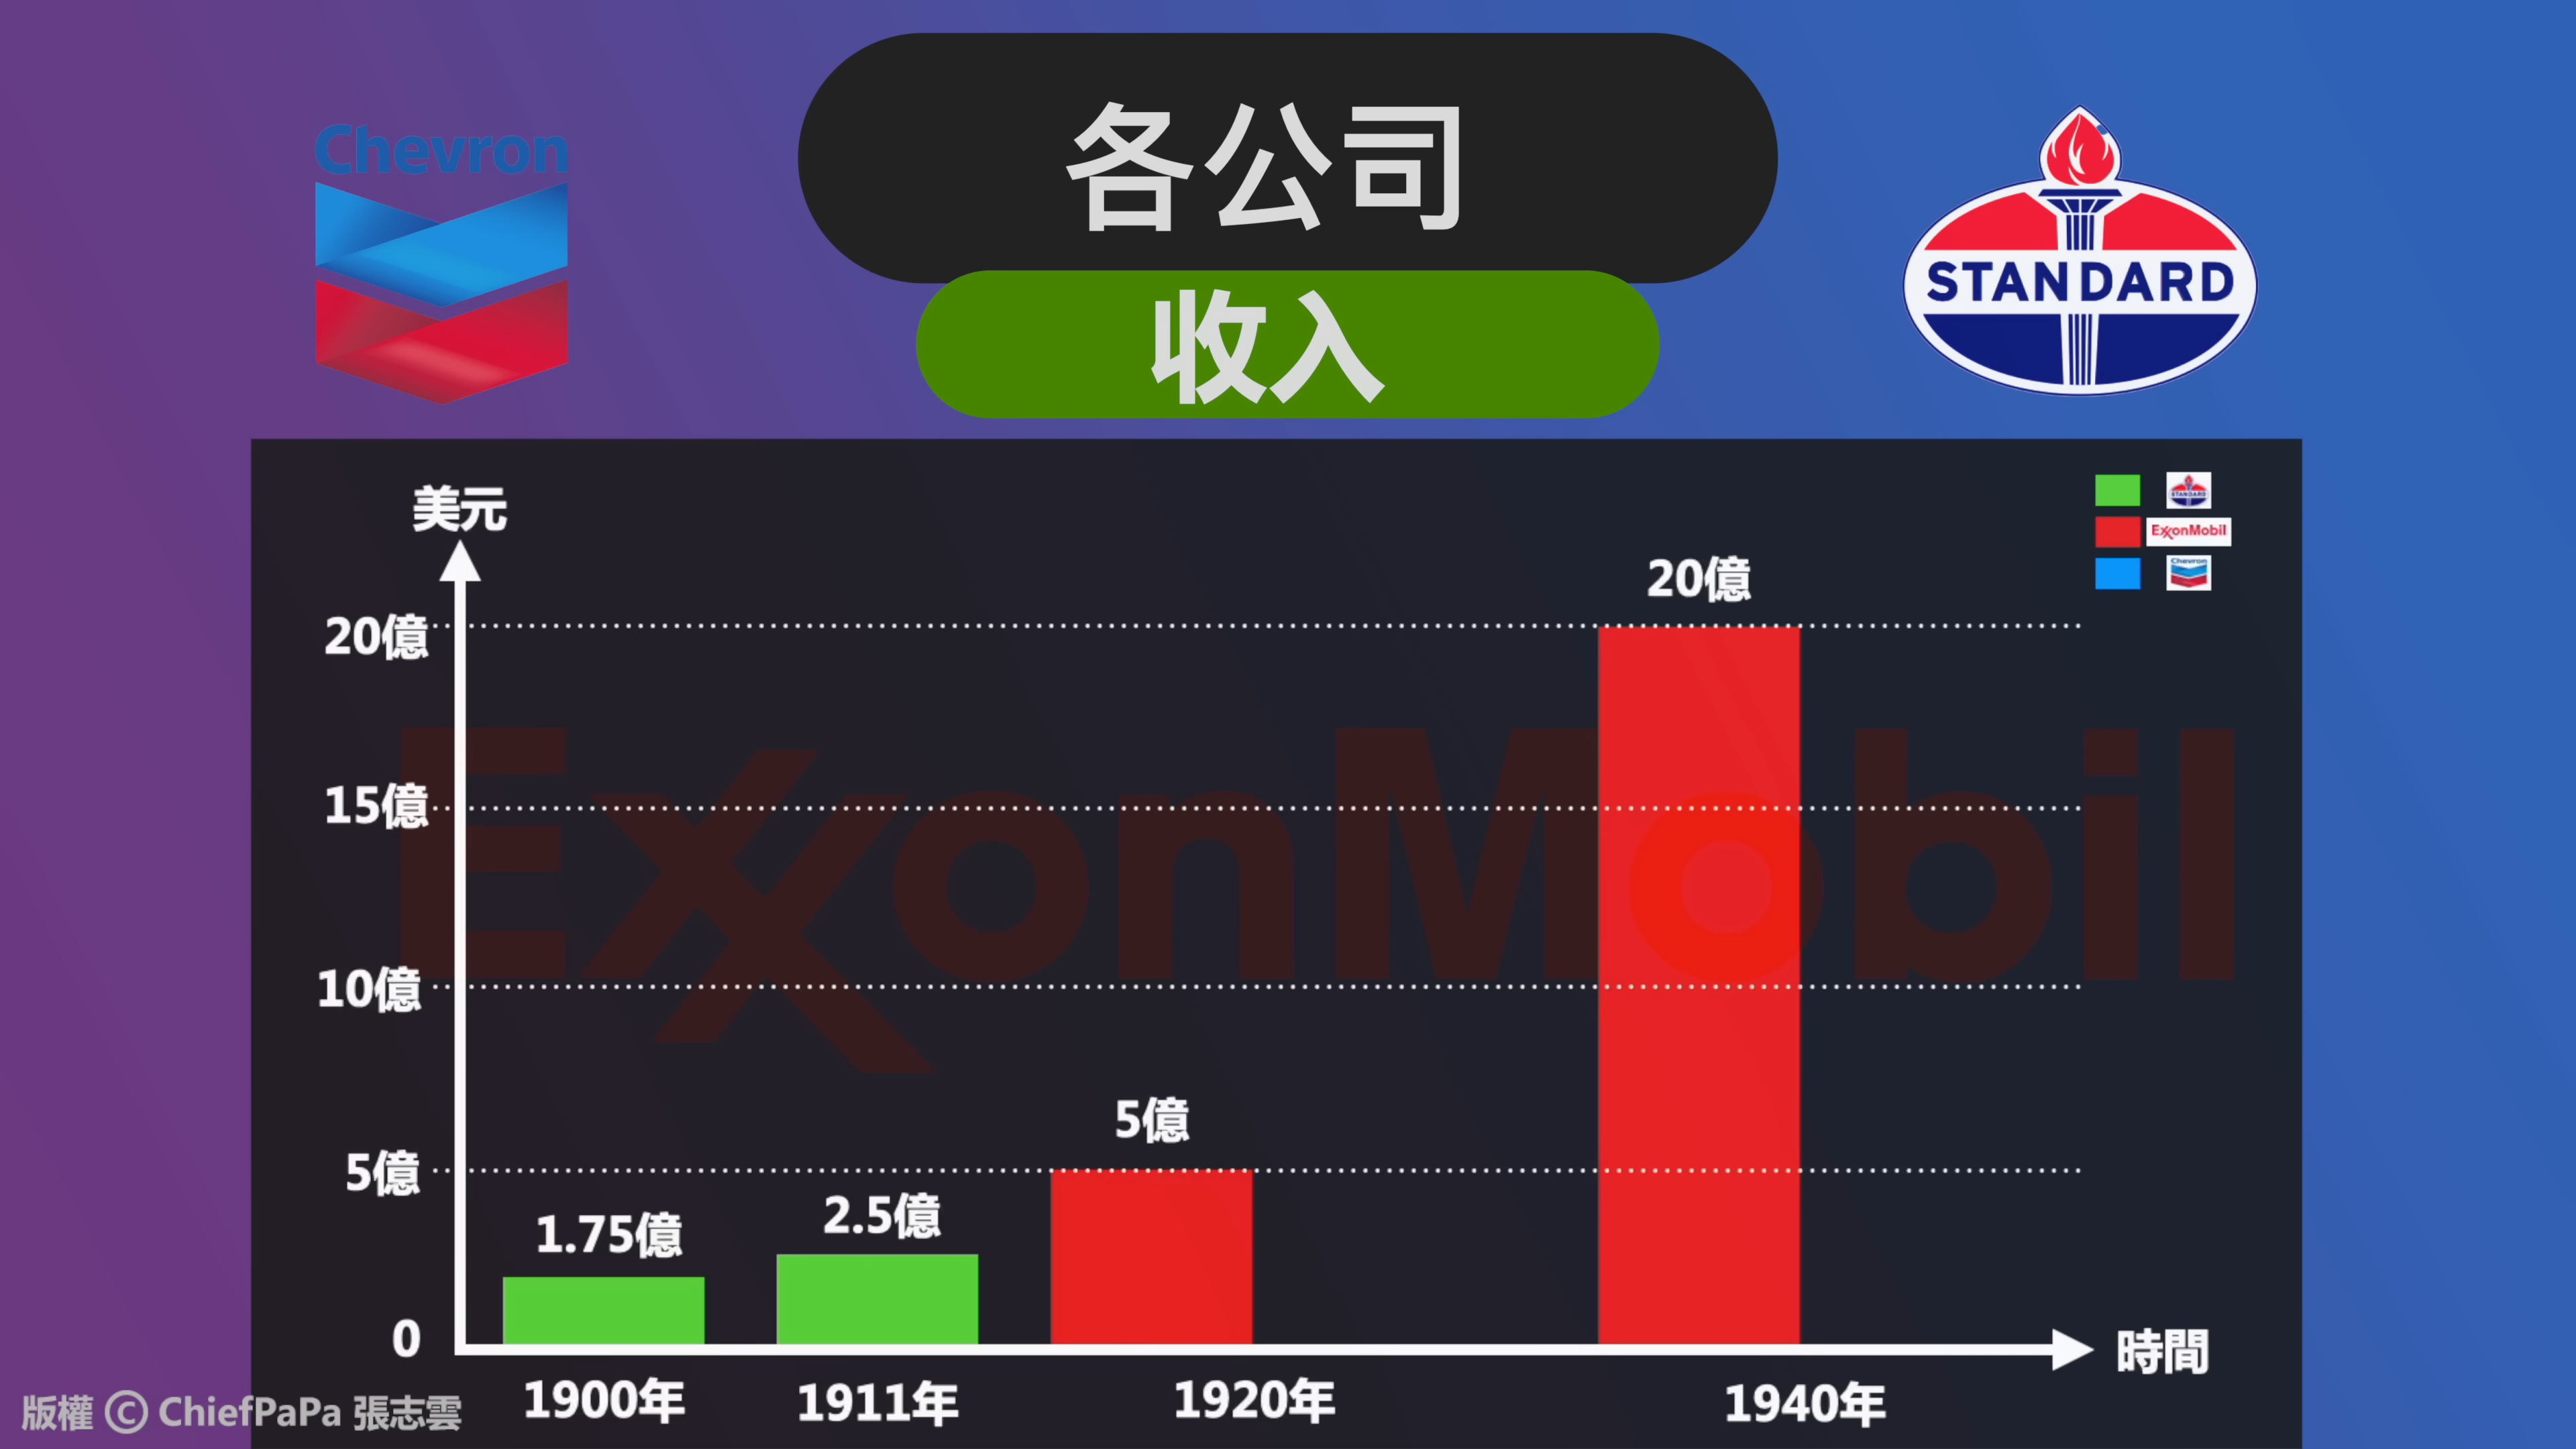 各公司
收入
Chevron
STANDARD
美元
STANDARD
ExxonMobil
Chevron
20億
20億
15億
ExxonMobil
10億
5億
5億
2.5億
1.75億
0
時間
1900年
1911年
1920年
1940年
版權 © ChiefPaPa 張志雲